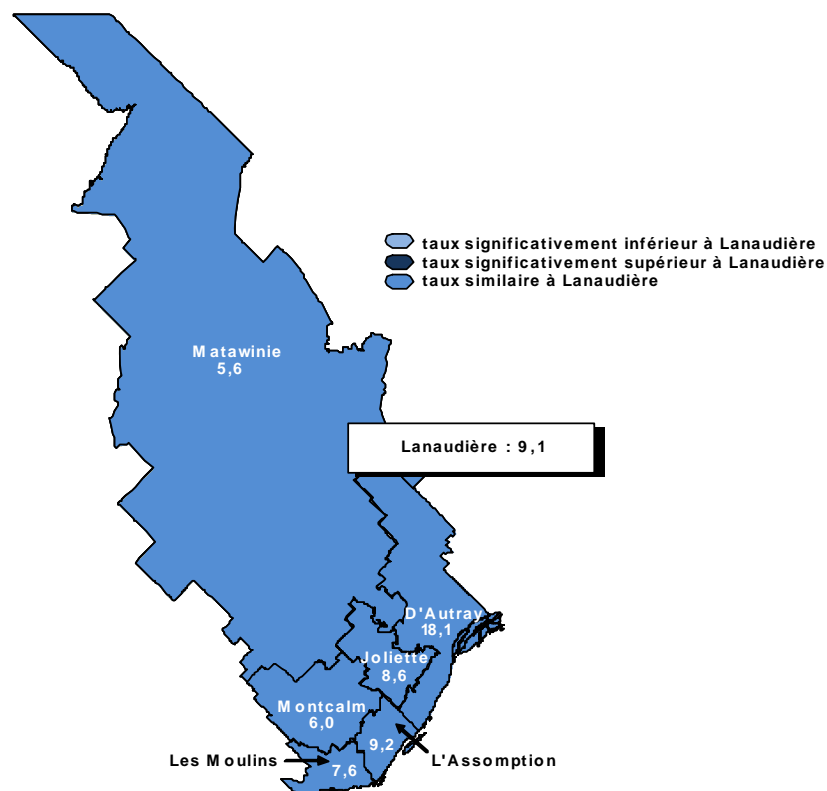 taux significativement inférieur à Lanaudière
taux significativement supérieur à Lanaudière
taux similaire à Lanaudière
Matawinie
5,6
Lanaudière : 9,1
D'Autray
18,1
Joliette
8,6
Montcalm
6,0
9,2
L'Assomption
Les Moulins
7,6